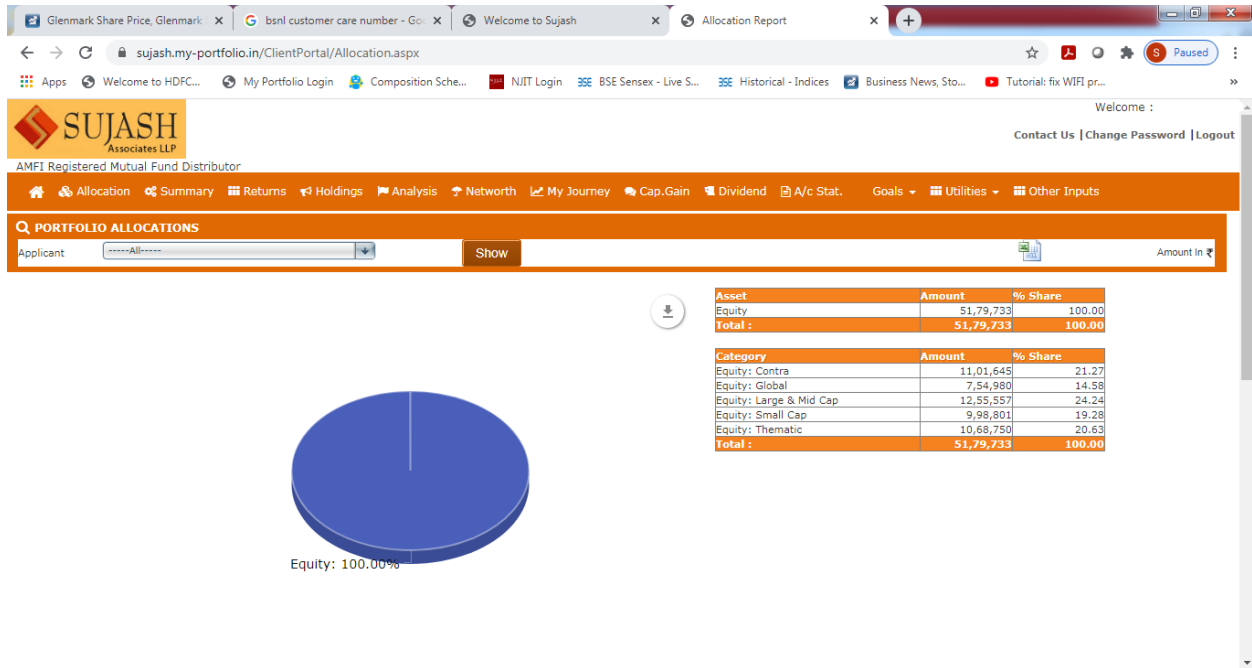 Glenmark Share Price, Glenmark
bsnl customer care number - Goo
Welcome to Sujash
Allocation Report
sujash.my-portfolio.in/ClientPortal/Allocation.aspx
S Paused
Apps Welcome to HDFC... My Portfolio Login Composition Sche... NJIT Login BSE Sensex - Live S... Historical - Indices Business News, Sto... Tutorial: fix WIFI pr... »
Welcome :
SUJASH
Associates LLP
Contact Us |Change Password |Logout
AMFI Registered Mutual Fund Distributor
Allocation Summary Returns Holdings Analysis Networth My Journey Cap.Gain Dividend A/c Stat. Goals Utilities Other Inputs
PORTFOLIO ALLOCATIONS
Applicant -----All----- Show Amount In ₹
Asset Amount % Share
Equity 51,79,733 100.00
Total : 51,79,733 100.00
Category Amount % Share
Equity: Contra 11,01,645 21.27
Equity: Global 7,54,980 14.58
Equity: Large & Mid Cap 12,55,557 24.24
Equity: Small Cap 9,98,801 19.28
Equity: Thematic 10,68,750 20.63
Total : 51,79,733 100.00
Equity: 100.00%